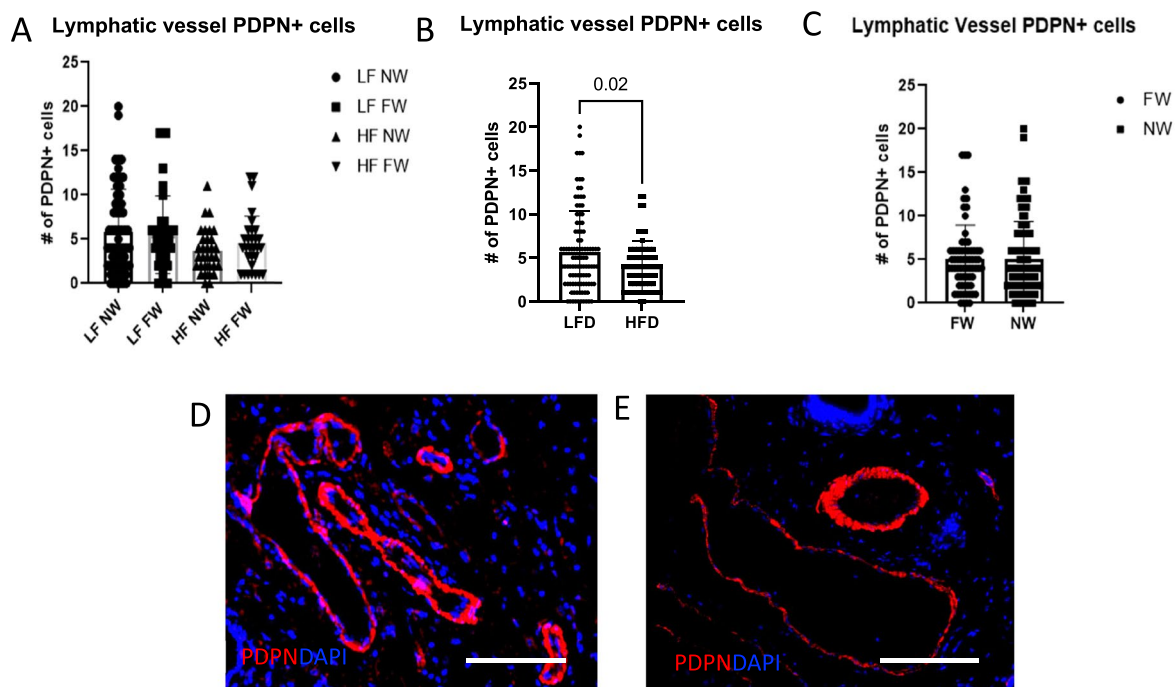 A
Lymphatic vessel PDPN+ cells
# of PDPN+ cells
25
20
15
10
5
0
LF NW
LF FW
HF NW
HF FW
LF NW
LF FW
HF NW
HF FW
B
Lymphatic vessel PDPN+ cells
# of PDPN+ cells
25
20
15
10
5
0
0.02
LFD
HFD
C
Lymphatic Vessel PDPN+ cells
# of PDPN+ cells
25
20
15
10
5
0
FW
NW
FW
NW
D
PDPNDAPI
E
PDPNDAPI